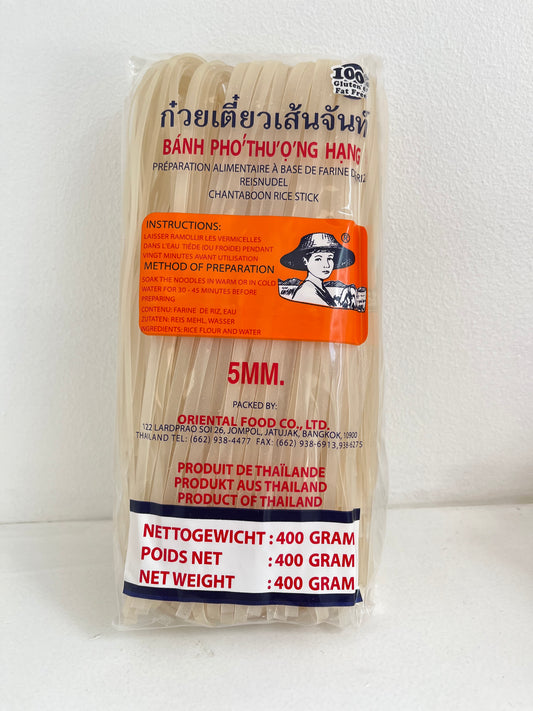 100%
Gluten &
Fat Free
ก๋วยเตี๋ยวเส้นจันท์
BÁNH PHO' THU'Ọ'NG HẠNG
PRÉPARATION ALIMENTAIRE À BASE DE FARINE DE RIZ
REISNUDEL
CHANTABOON RICE STICK
INSTRUCTIONS:
LAISSER RAMOLLIR LES VERMICELLES
DANS L'EAU TIÉDE (OU FROIDE) PENDANT
VINGT MINUTES AVANT UTILISATION
METHOD OF PREPARATION
SOAK THE NOODLES IN WARM OR IN COLD
WATER FOR 30 - 45 MINUTES BEFORE
PREPARING
CONTENU: FARINE DE RIZ, EAU
ZUTATEN: REIS MEHL, WASSER
INGREDIENTS: RICE FLOUR AND WATER
®
5MM.
PACKED BY:
ORIENTAL FOOD CO., LTD.
122 LARDPRAO SOI 26, JOMPOL, JATUJAK, BANGKOK, 10900
THAILAND TEL: (662) 938-4477 FAX: (662) 938-6913, 938-6275
PRODUIT DE THAÏLANDE
PRODUKT AUS THAILAND
PRODUCT OF THAILAND
NETTOGEWICHT : 400 GRAM
POIDS NET : 400 GRAM
NET WEIGHT : 400 GRAM